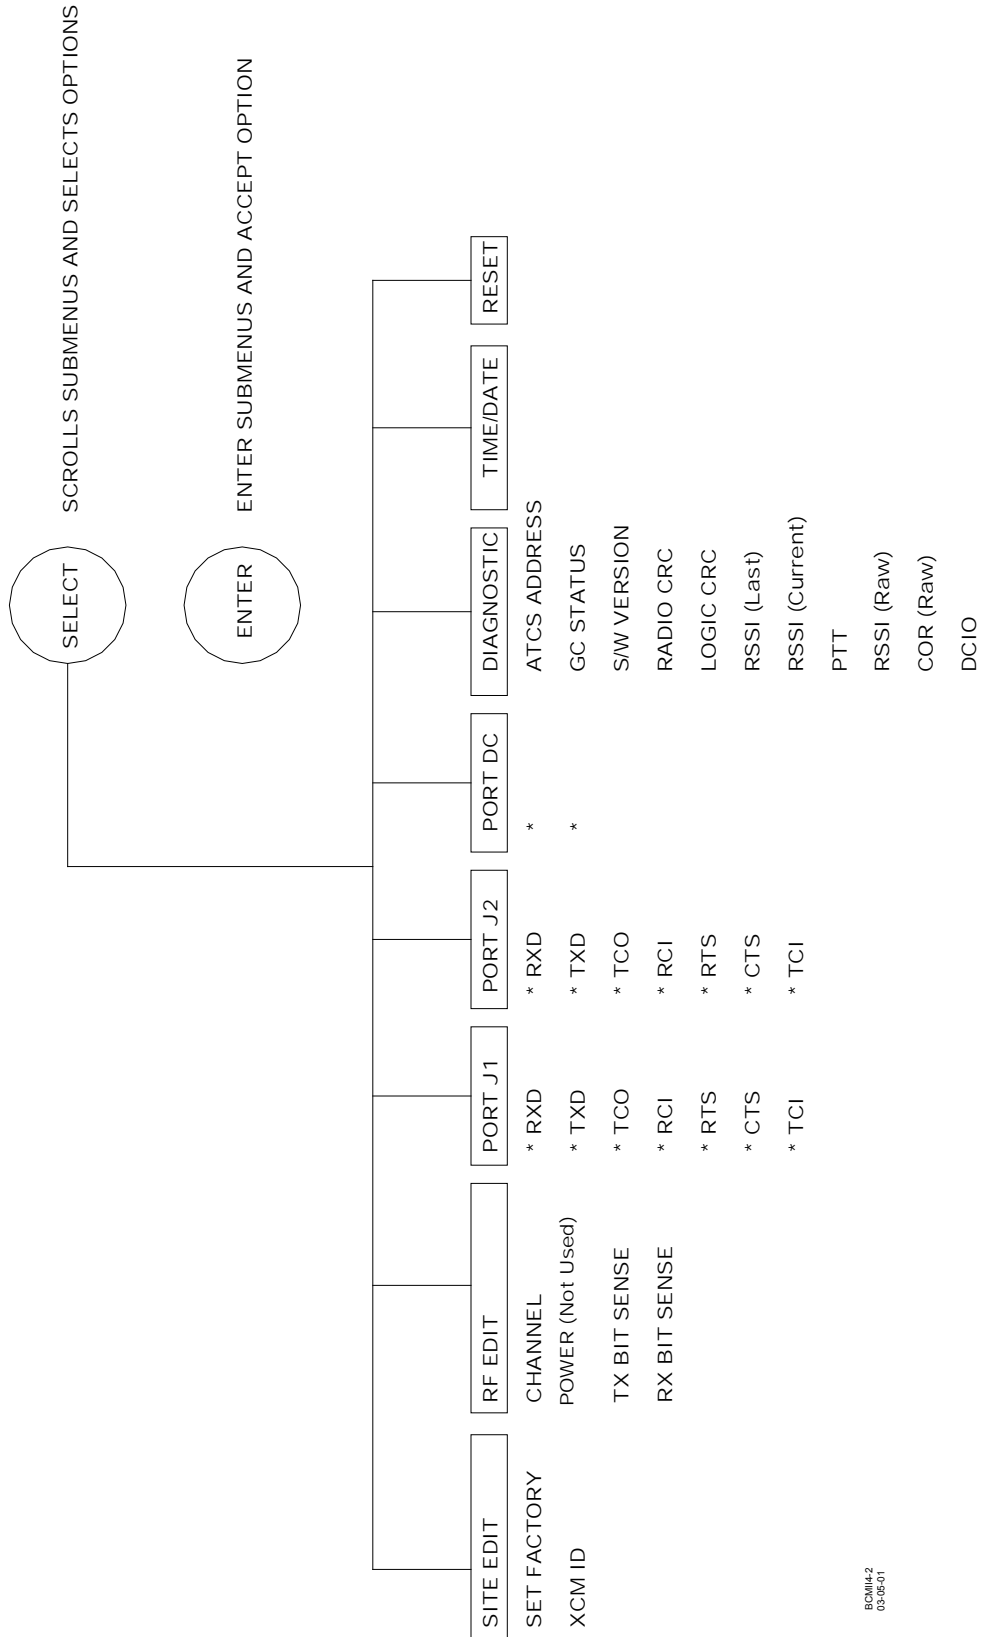 SELECT
SCROLLS SUBMENUS AND SELECTS OPTIONS
ENTER
ENTER SUBMENUS AND ACCEPT OPTION
SITE EDIT
SET FACTORY
XCM ID
RF EDIT
CHANNEL
POWER (Not Used)
TX BIT SENSE
RX BIT SENSE
PORT J1
* RXD
* TXD
* TCO
* RCI
* RTS
* CTS
* TCI
PORT J2
* RXD
* TXD
* TCO
* RCI
* RTS
* CTS
* TCI
PORT DC
*
*
DIAGNOSTIC
ATCS ADDRESS
GC STATUS
S/W VERSION
RADIO CRC
LOGIC CRC
RSSI (Last)
RSSI (Current)
PTT
RSSI (Raw)
COR (Raw)
DCIO
TIME/DATE
RESET
BCMII4-2
03-05-01